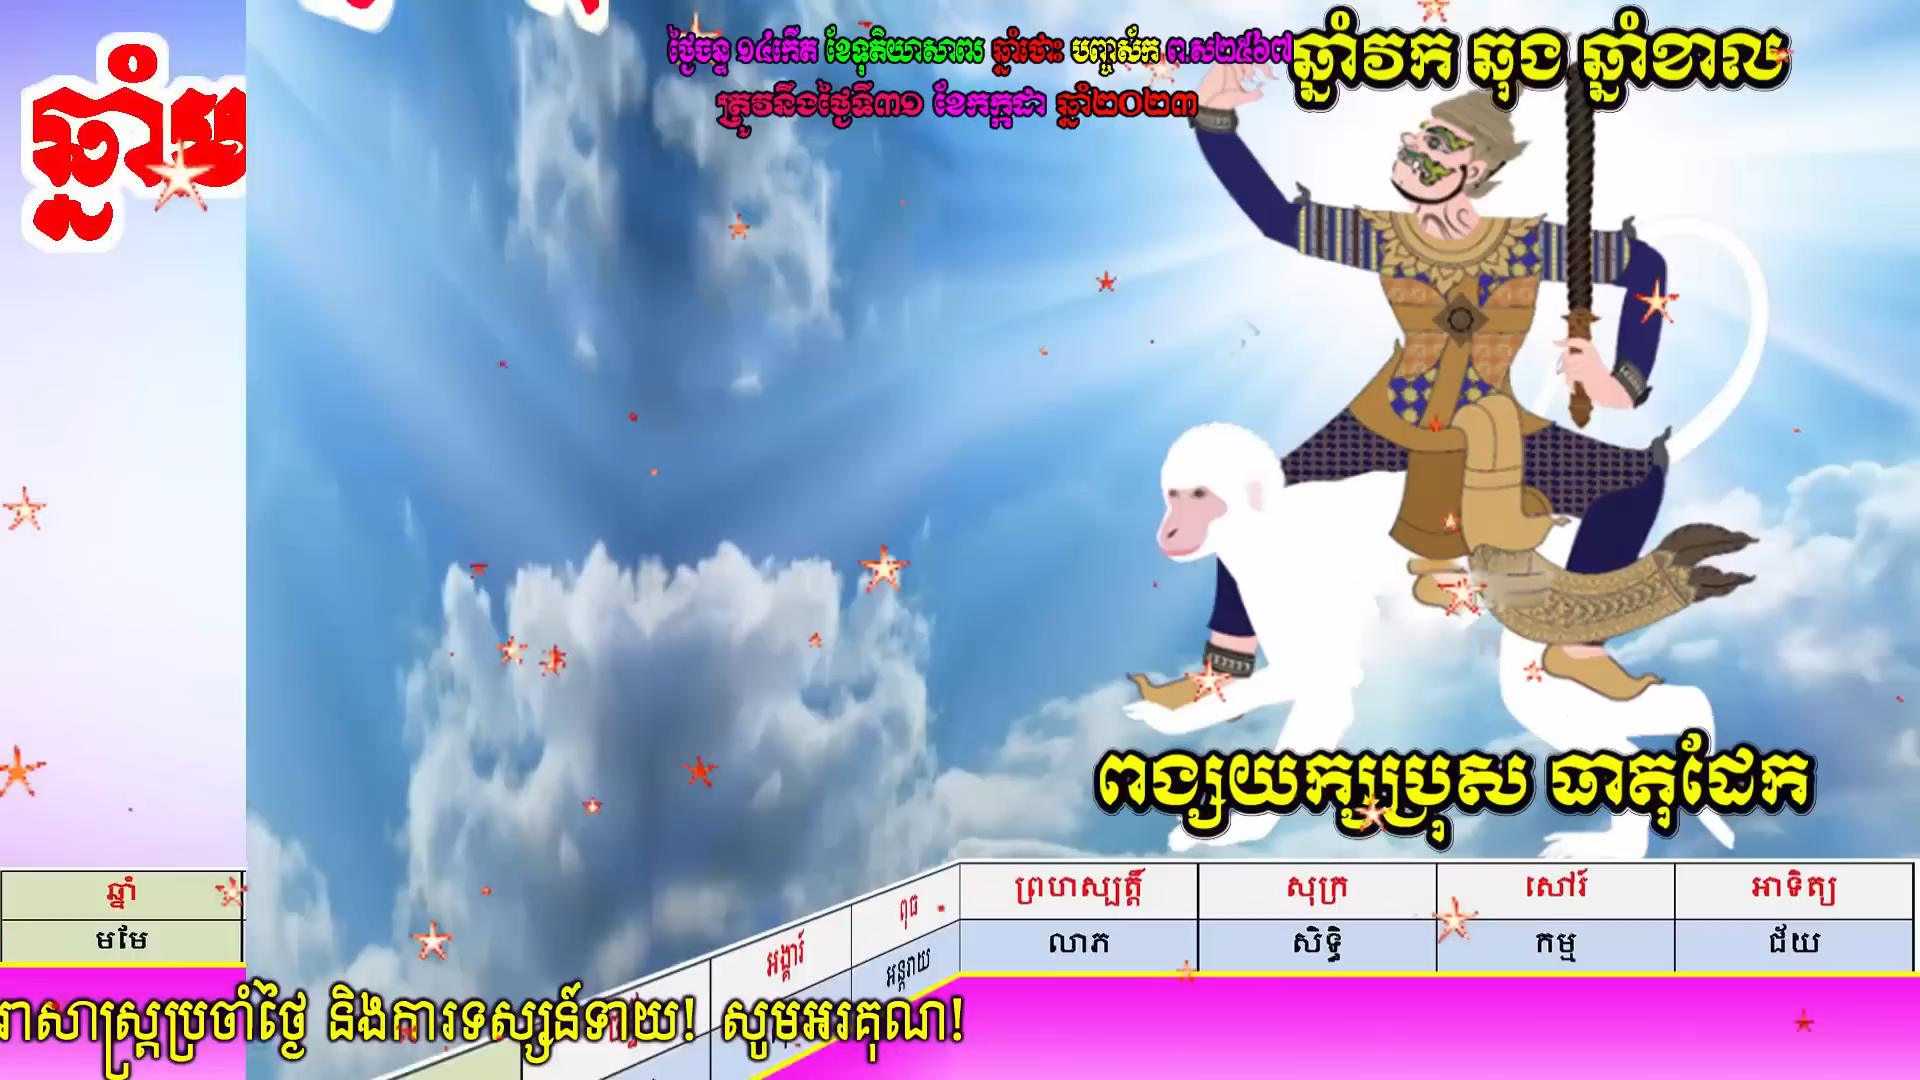 ថ្ងៃចន្ទ ១៤កើត ខែទុតិយាសាឍ ឆ្នាំថោះ បញ្ចស័ក ព.ស២៥៦៧
ត្រូវនឹងថ្ងៃទី៣១ ខែកក្កដា ឆ្នាំ២០២៣
ឆ្នាំវក ឆុង ឆ្នាំខាល
ពង្សយក្សប្រុស ធាតុដែក
ឆ្នាំ
មមែ
អង្គារ៍ ពុធ ព្រហស្បត្តិ៍ សុក្រ សៅរ៍ អាទិត្យ
អន្តរាយ លាភ សិទ្ធិ កម្ម ជ័យ
រាសាស្ត្រប្រចាំថ្ងៃ និងការទស្សន៍ទាយ! សូមអរគុណ!